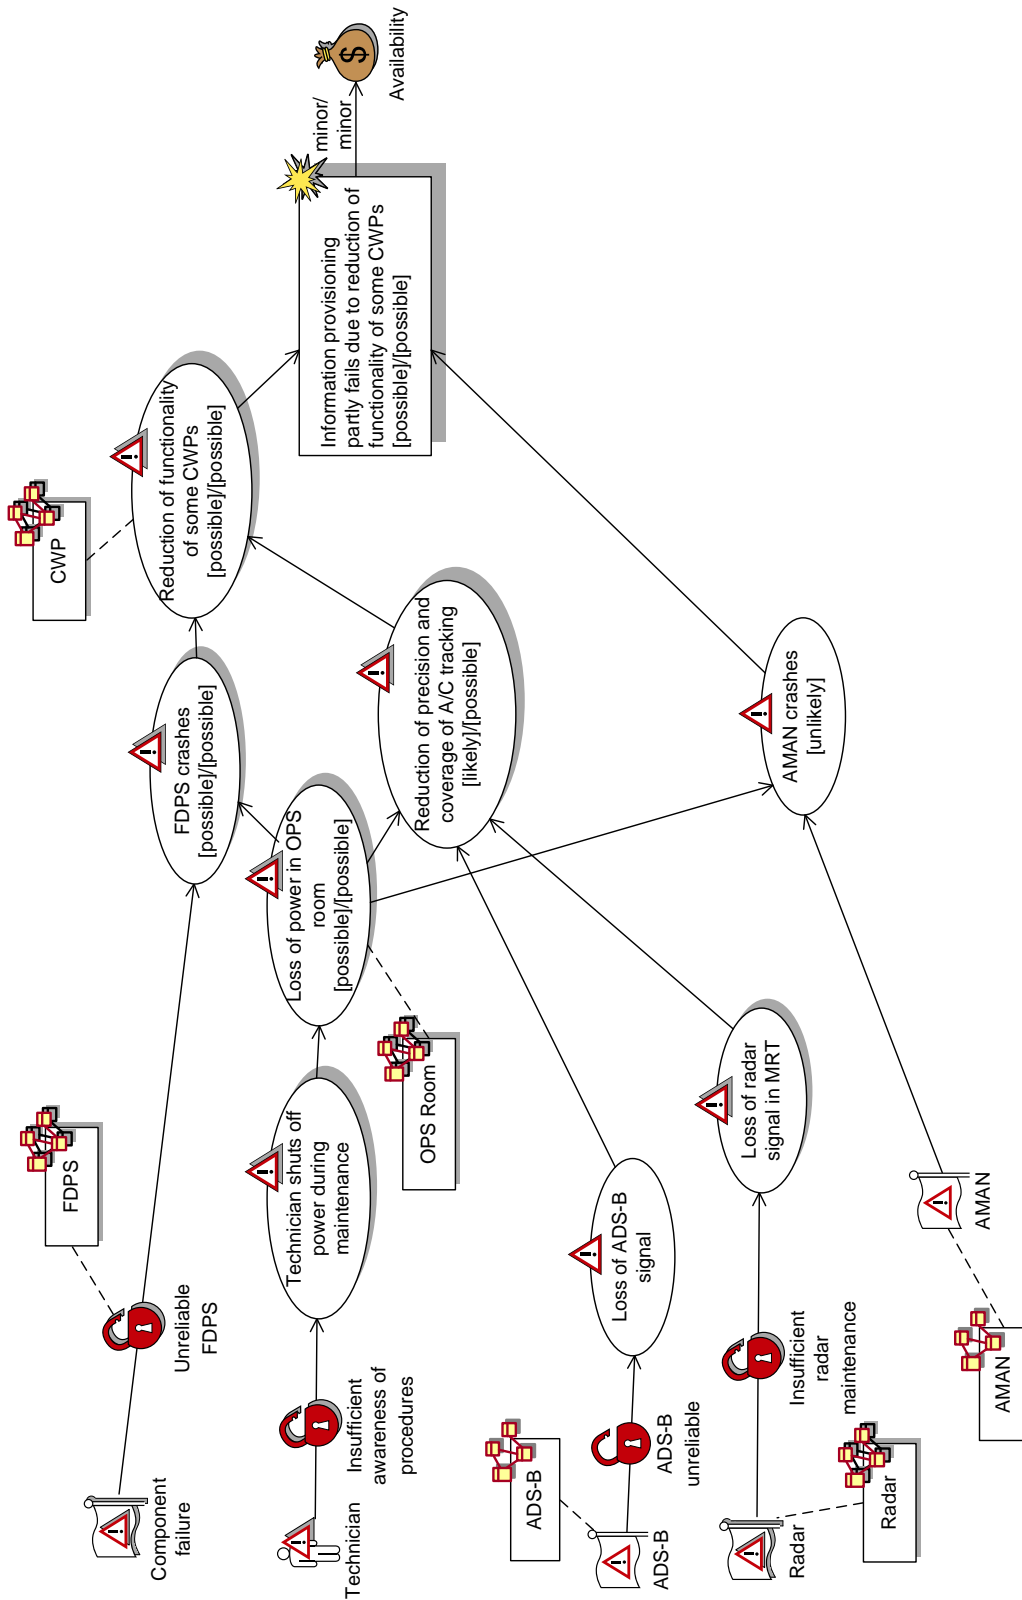 Component
failure
Unreliable
FDPS
FDPS
FDPS crashes
[possible]/[possible]
CWP
Reduction of functionality
of some CWPs
[possible]/[possible]
Technician
Insufficient
awareness of
procedures
Technician shuts off
power during
maintenance
Loss of power in OPS
room
[possible]/[possible]
OPS Room
Information provisioning
partly fails due to reduction of
functionality of some CWPs
[possible]/[possible]
minor/
minor
$
Availability
Reduction of precision and
coverage of A/C tracking
[likely]/[possible]
ADS-B
ADS-B
ADS-B
unreliable
Loss of ADS-B
signal
Radar
Radar
Insufficient
radar
maintenance
Loss of radar
signal in MRT
AMAN crashes
[unlikely]
AMAN
AMAN